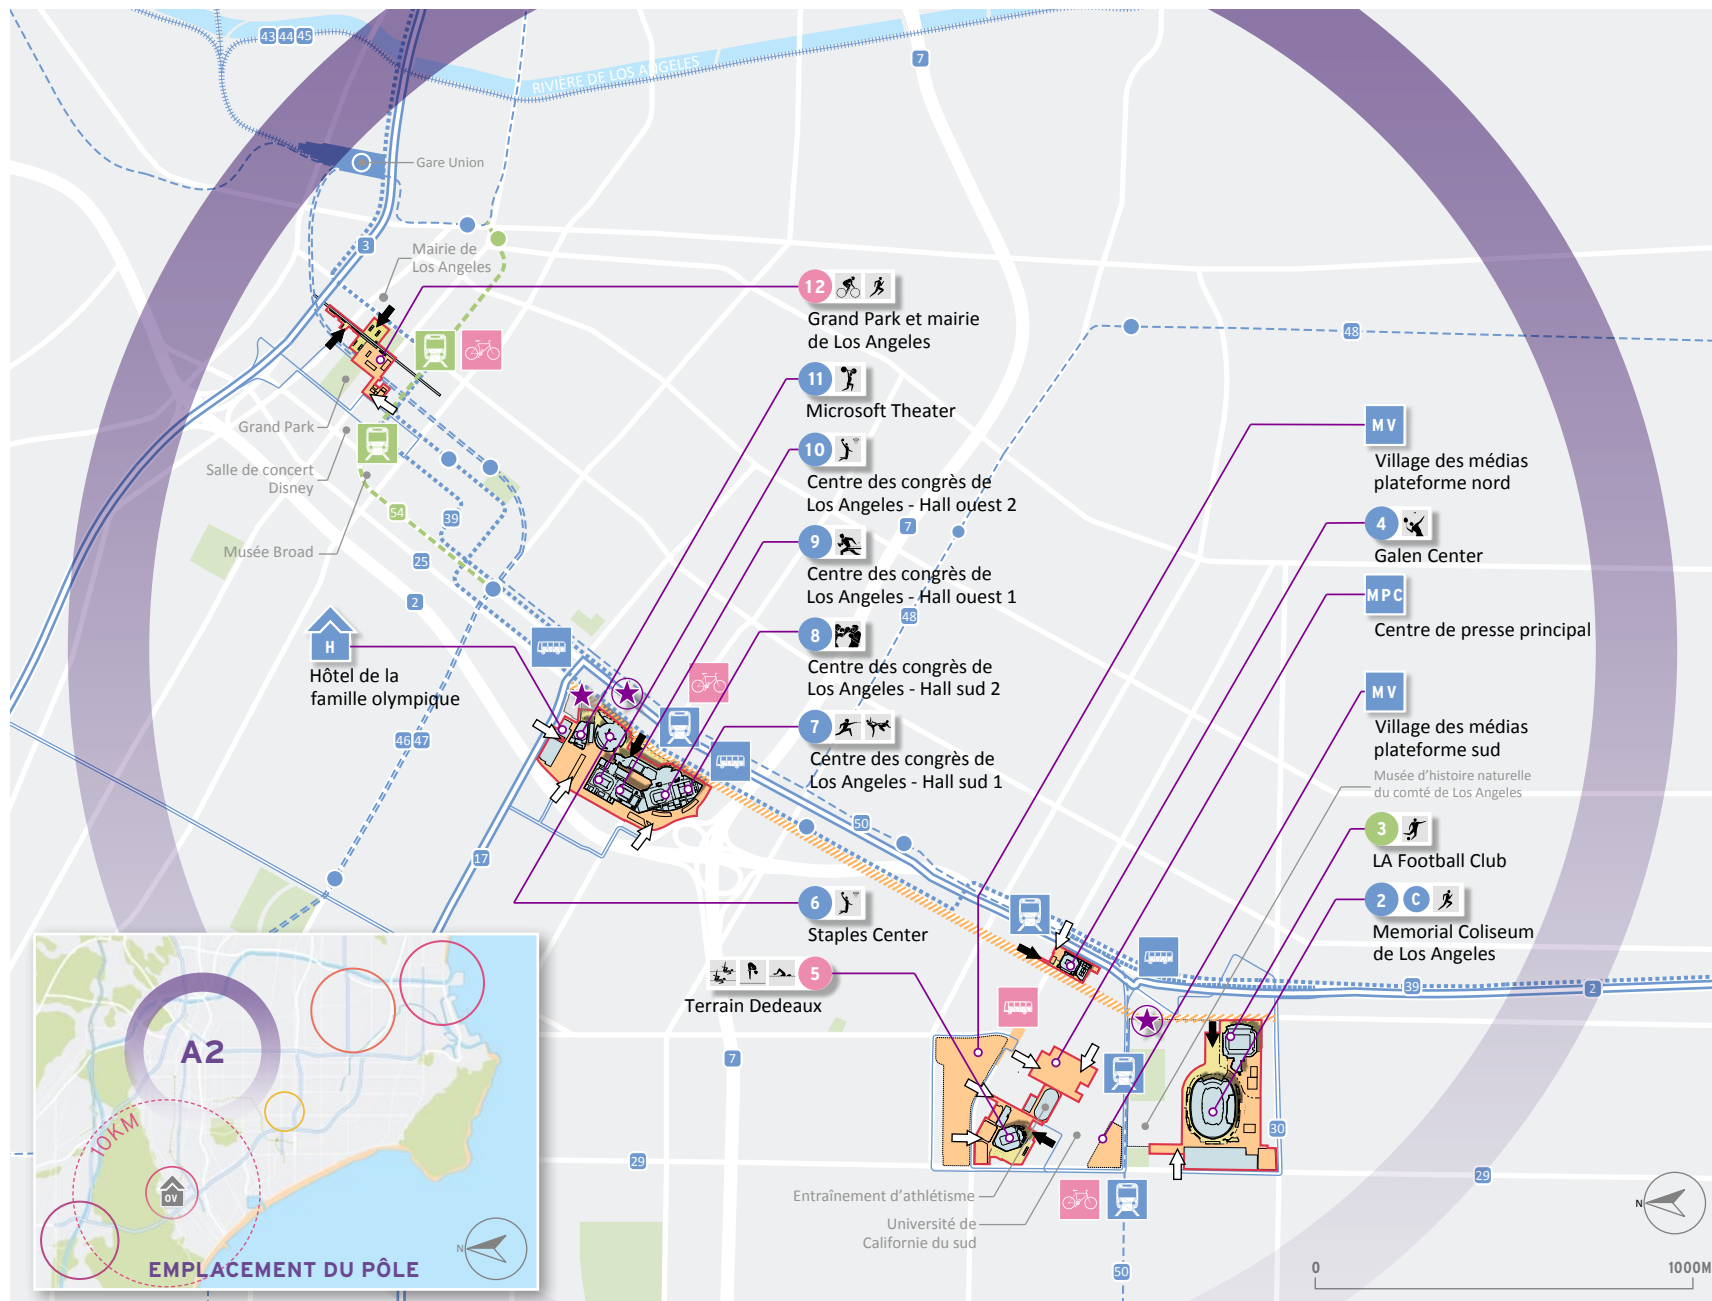 43 44 45
7
RIVIÈRE DE LOS ANGELES
Gare Union
3
Mairie de
Los Angeles
12
Grand Park et mairie
de Los Angeles
48
11
Microsoft Theater
Grand Park
Salle de concert
Disney
Musée Broad
54
39
25
2
10
Centre des congrès de
Los Angeles - Hall ouest 2
7
9
Centre des congrès de
Los Angeles - Hall ouest 1
48
8
Centre des congrès de
Los Angeles - Hall sud 2
7
Centre des congrès de
Los Angeles - Hall sud 1
MV
Village des médias
plateforme nord
4
Galen Center
MPC
Centre de presse principal
MV
Village des médias
plateforme sud
Musée d'histoire naturelle
du comté de Los Angeles
3
LA Football Club
2 C
Memorial Coliseum
de Los Angeles
H
Hôtel de la
famille olympique
46 47
17
50
6
Staples Center
5
Terrain Dedeaux
39
2
7
30
29
29
Entraînement d'athlétisme
Université de
Californie du sud
50
N
0
1000M
A2
10KM
OV
N
EMPLACEMENT DU PÔLE